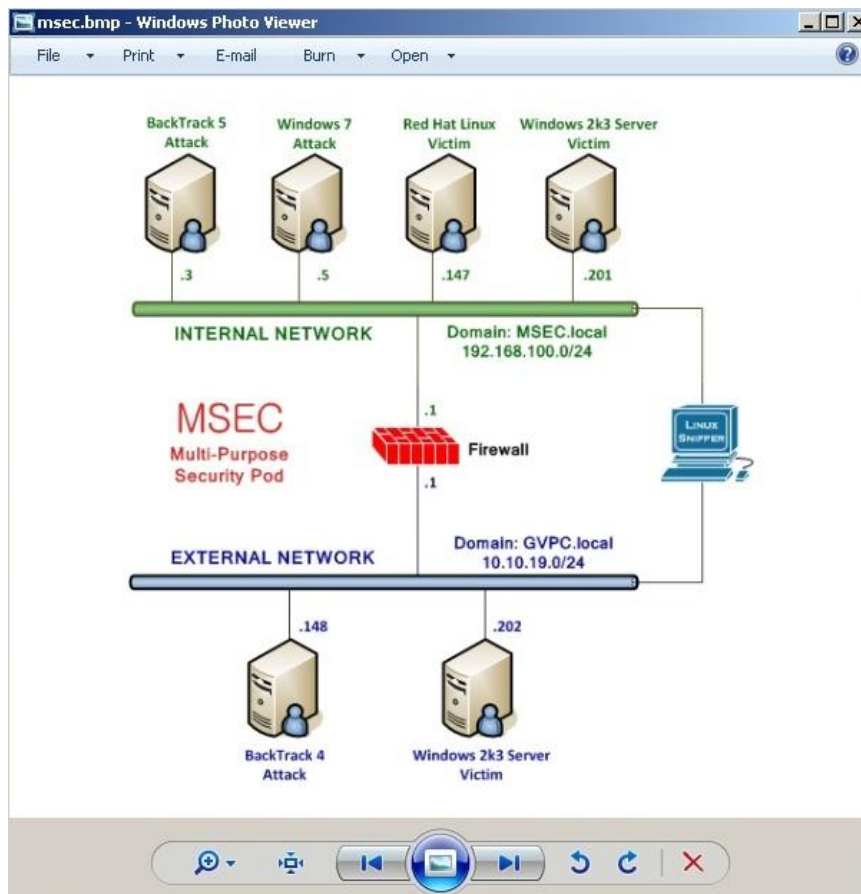 msec.bmp - Windows Photo Viewer
File Print E-mail Burn Open
BackTrack 5
Attack
Windows 7
Attack
Red Hat Linux
Victim
Windows 2k3 Server
Victim
.3
.5
.147
.201
INTERNAL NETWORK
Domain: MSEC.local
192.168.100.0/24
MSEC
Multi-Purpose
Security Pod
.1
Firewall
.1
LINUX
SNIFFER
EXTERNAL NETWORK
Domain: GVPC.local
10.10.19.0/24
.148
.202
BackTrack 4
Attack
Windows 2k3 Server
Victim